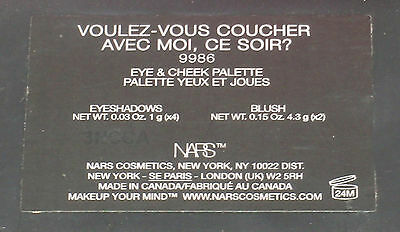 VOULEZ-VOUS COUCHER
AVEC MOI, CE SOIR?
9986
EYE & CHEEK PALETTE
PALETTE YEUX ET JOUES
EYESHADOWS BLUSH
NET WT. 0.03 Oz. 1 g (x4) NET WT. 0.15 Oz. 4.3 g (x2)
NARS™
NARS COSMETICS, NEW YORK, NY 10022 DIST.
NEW YORK - SE PARIS - LONDON (UK) W2 5RH
MADE IN CANADA/FABRIQUÉ AU CANADA
MAKEUP YOUR MIND™ WWW.NARSCOSMETICS.COM
24M